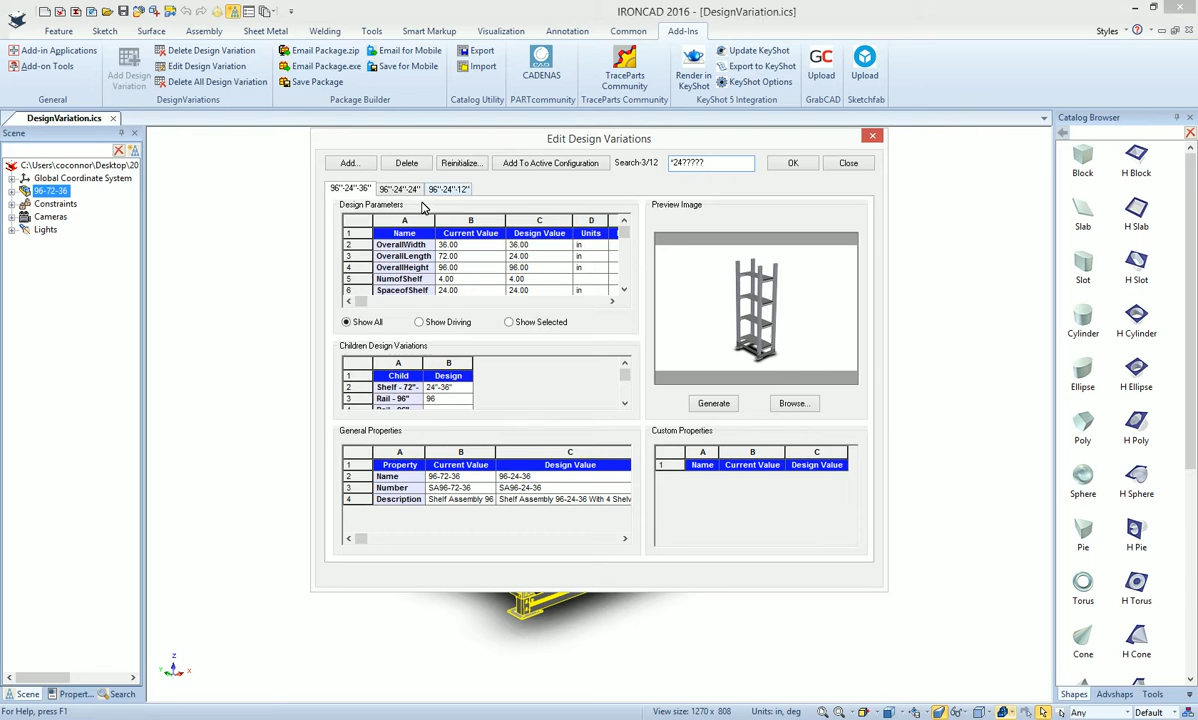 IRONCAD 2016 - [DesignVariation.ics]
Feature Sketch Surface Assembly Sheet Metal Welding Tools Smart Markup Visualization Annotation Common Add-Ins Styles
Add-in Applications
Add-on Tools
General
Add Design
Variation
Delete Design Variation
Edit Design Variation
Delete All Design Variation
DesignVariations
Email Package.zip
Email Package.exe
Save Package
Email for Mobile
Save for Mobile
Package Builder
Export
Import
Catalog Utility
CADENAS
PARTcommunity
TraceParts
Community
TraceParts Community
Render in
KeyShot
Update KeyShot
Export to KeyShot
KeyShot Options
KeyShot 5 Integration
GC
Upload
GrabCAD
Upload
Sketchfab
DesignVariation.ics
Scene
C:\Users\coconnor\Desktop\20
Global Coordinate System
96-72-36
Constraints
Cameras
Lights
Edit Design Variations
Add... Delete Reinitialize... Add To Active Configuration Search-3/12 *24????? OK Close
96"-24"-36" 96"-24"-24" 96"-24"-12"
Design Parameters
A B C D
1 Name Current Value Design Value Units
2 OverallWidth 36.00 36.00 in
3 OverallLength 72.00 24.00 in
4 OverallHeight 96.00 96.00 in
5 NumofShelf 4.00 4.00
6 SpaceofShelf 24.00 24.00 in
Show All Show Driving Show Selected
Children Design Variations
A B
1 Child Design
2 Shelf - 72"- 24"-36"
3 Rail - 96" 96
Preview Image
Generate Browse...
General Properties
A B C
1 Property Current Value Design Value
2 Name 96-72-36 96-24-36
3 Number SA96-72-36 SA96-24-36
4 Description Shelf Assembly 96 Shelf Assembly 96-24-36 With 4 Shelv
Custom Properties
A B C
1 Name Current Value Design Value
Catalog Browser
Block H Block
Slab H Slab
Slot H Slot
Cylinder H Cylinder
Ellipse H Ellipse
Poly H Poly
Sphere H Sphere
Pie H Pie
Torus H Torus
Cone H Cone
Z
Y X
Scene Propert... Search
Shapes Advshaps Tools
For Help, press F1
View size: 1270 x 808 Units: in, deg
Any Default